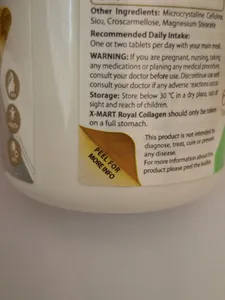 Other Ingredients: Microcrystalline Cellulose,
Sio₂, Croscarmellose, Magnesium Stearate
Recommended Daily Intake:
One or two tablets per day with your main meal.
WARNING: If you are pregnant, nursing, taking
any medications or planing any medical procedure,
consult your doctor before use. Discontinue use and
consult your doctor if any adverse reactions occur.
Storage: Store below 30 °C in a dry place, out of
sight and reach of children.
X-MART Royal Collagen should only be taken
on a full stomach.
This product is not intended to
diagnose, treat, cure or prevent
any disease.
For more information about this
product please peel the
PEEL FOR
MORE INFO